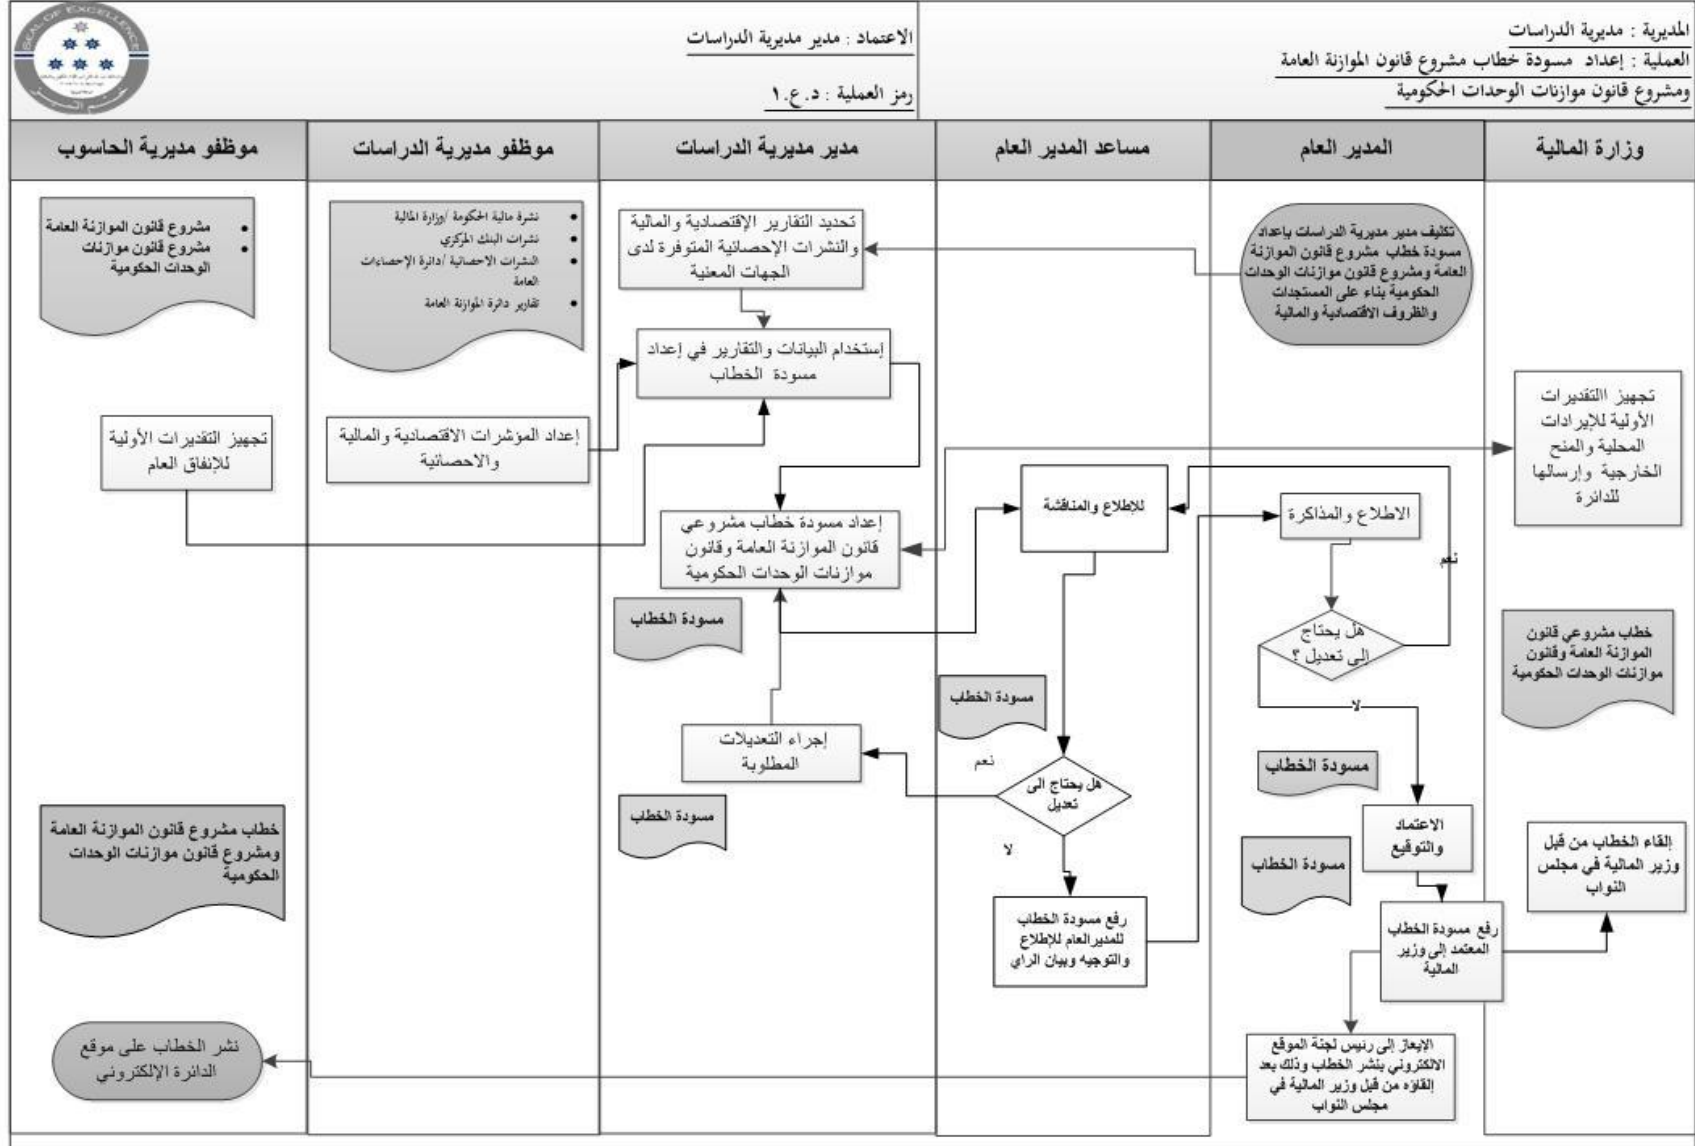 المديرية : مديرية الدراسات
العملية : إعداد مسودة خطاب مشروع قانون الموازنة العامة
ومشروع قانون موازنات الوحدات الحكومية
الاعتماد : مدير مديرية الدراسات
رمز العملية : د.ع.١
SEAL OF EXCELLENCE
ختم التميز
وزارة المالية
المدير العام
مساعد المدير العام
مدير مديرية الدراسات
موظفو مديرية الدراسات
موظفو مديرية الحاسوب
تكليف مدير مديرية الدراسات بإعداد
مسودة خطاب مشروع قانون الموازنة
العامة ومشروع قانون موازنات الوحدات
الحكومية بناء على المستجدات
والظروف الاقتصادية والمالية
تحديد التقارير الإقتصادية والمالية
والنشرات الإحصائية المتوفرة لدى
الجهات المعنية
• نشرة مالية الحكومة /وزارة المالية
• نشرات البنك المركزي
• النشرات الاحصائية /دائرة الإحصاءات
العامة
• تقارير دائرة الموازنة العامة
• مشروع قانون الموازنة العامة
• مشروع قانون موازنات
الوحدات الحكومية
إستخدام البيانات والتقارير في إعداد
مسودة الخطاب
تجهيز االتقديرات
الأولية للإيرادات
المحلية والمنح
الخارجية وإرسالها
للدائرة
إعداد المؤشرات الاقتصادية والمالية
والاحصائية
تجهيز التقديرات الأولية
للإنفاق العام
الاطلاع والمذاكرة
للإطلاع والمناقشة
إعداد مسودة خطاب مشروعي
قانون الموازنة العامة وقانون
موازنات الوحدات الحكومية
نعم
مسودة الخطاب
خطاب مشروعي قانون
الموازنة العامة وقانون
موازنات الوحدات الحكومية
هل يحتاج
إلى تعديل ؟
لا
مسودة الخطاب
إجراء التعديلات
المطلوبة
نعم
هل يحتاج الى
تعديل
لا
مسودة الخطاب
مسودة الخطاب
الاعتماد
والتوقيع
مسودة الخطاب
إلقاء الخطاب من قبل
وزير المالية في مجلس
النواب
خطاب مشروع قانون الموازنة العامة
ومشروع قانون موازنات الوحدات
الحكومية
رفع مسودة الخطاب
للمديرالعام للإطلاع
والتوجيه وبيان الراي
رفع مسودة الخطاب
المعتمد إلى وزير
المالية
الإيعاز إلى رئيس لجنة الموقع
الالكتروني بنشر الخطاب وذلك بعد
إلقاؤه من قبل وزير المالية في
مجلس النواب
نشر الخطاب على موقع
الدائرة الإلكتروني